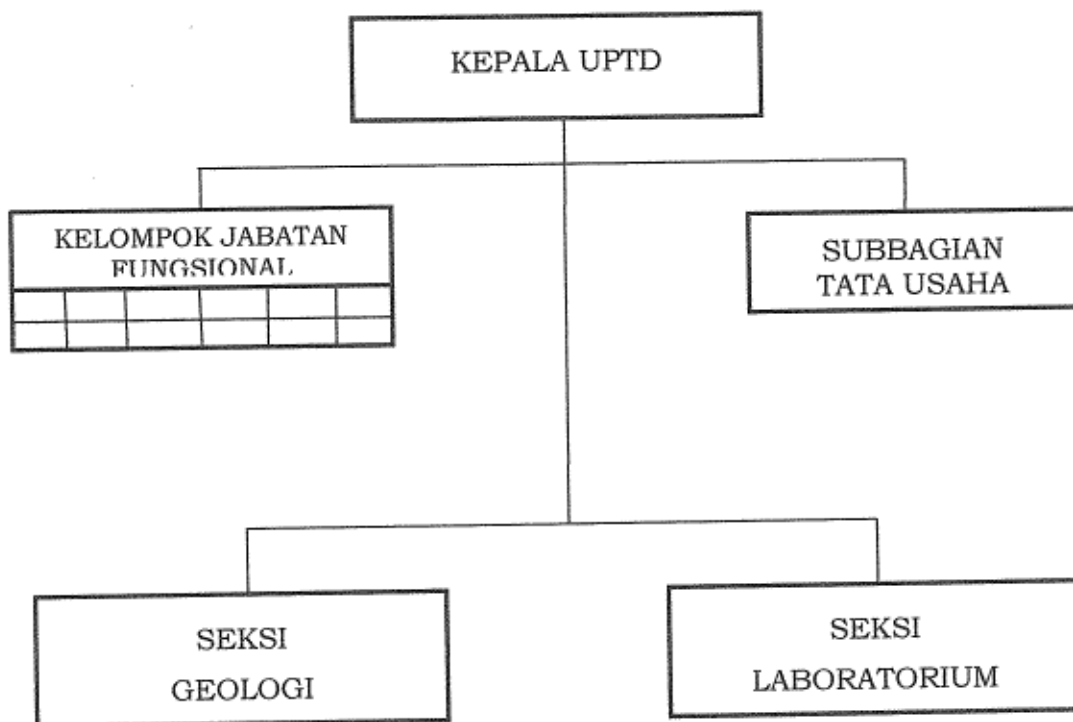 KEPALA UPTD
KELOMPOK JABATAN
FUNGSIONAL
SUBBAGIAN
TATA USAHA
SEKSI
GEOLOGI
SEKSI
LABORATORIUM